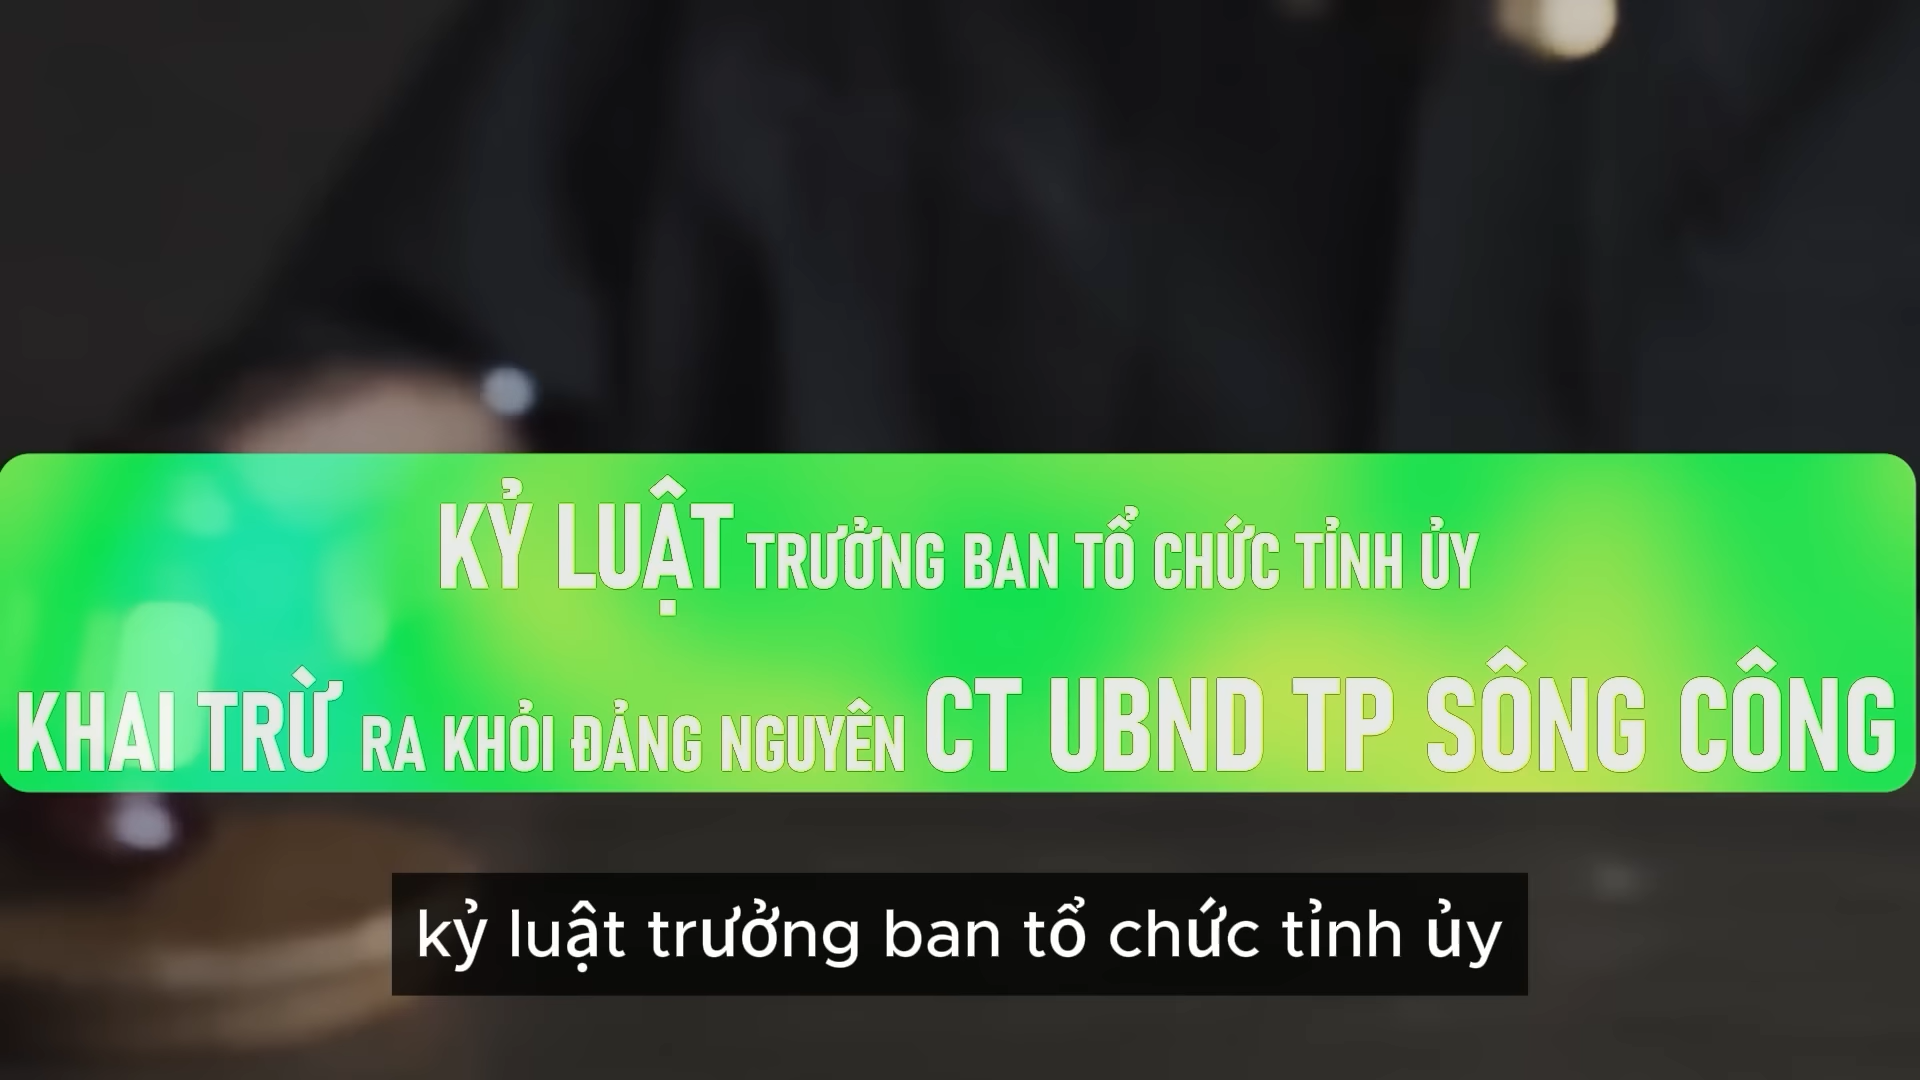 KỶ LUẬT TRƯỞNG BAN TỔ CHỨC TỈNH ỦY
KHAI TRỪ RA KHỎI ĐẢNG NGUYÊN CT UBND TP SÔNG CÔNG
kỷ luật trưởng ban tổ chức tỉnh ủy